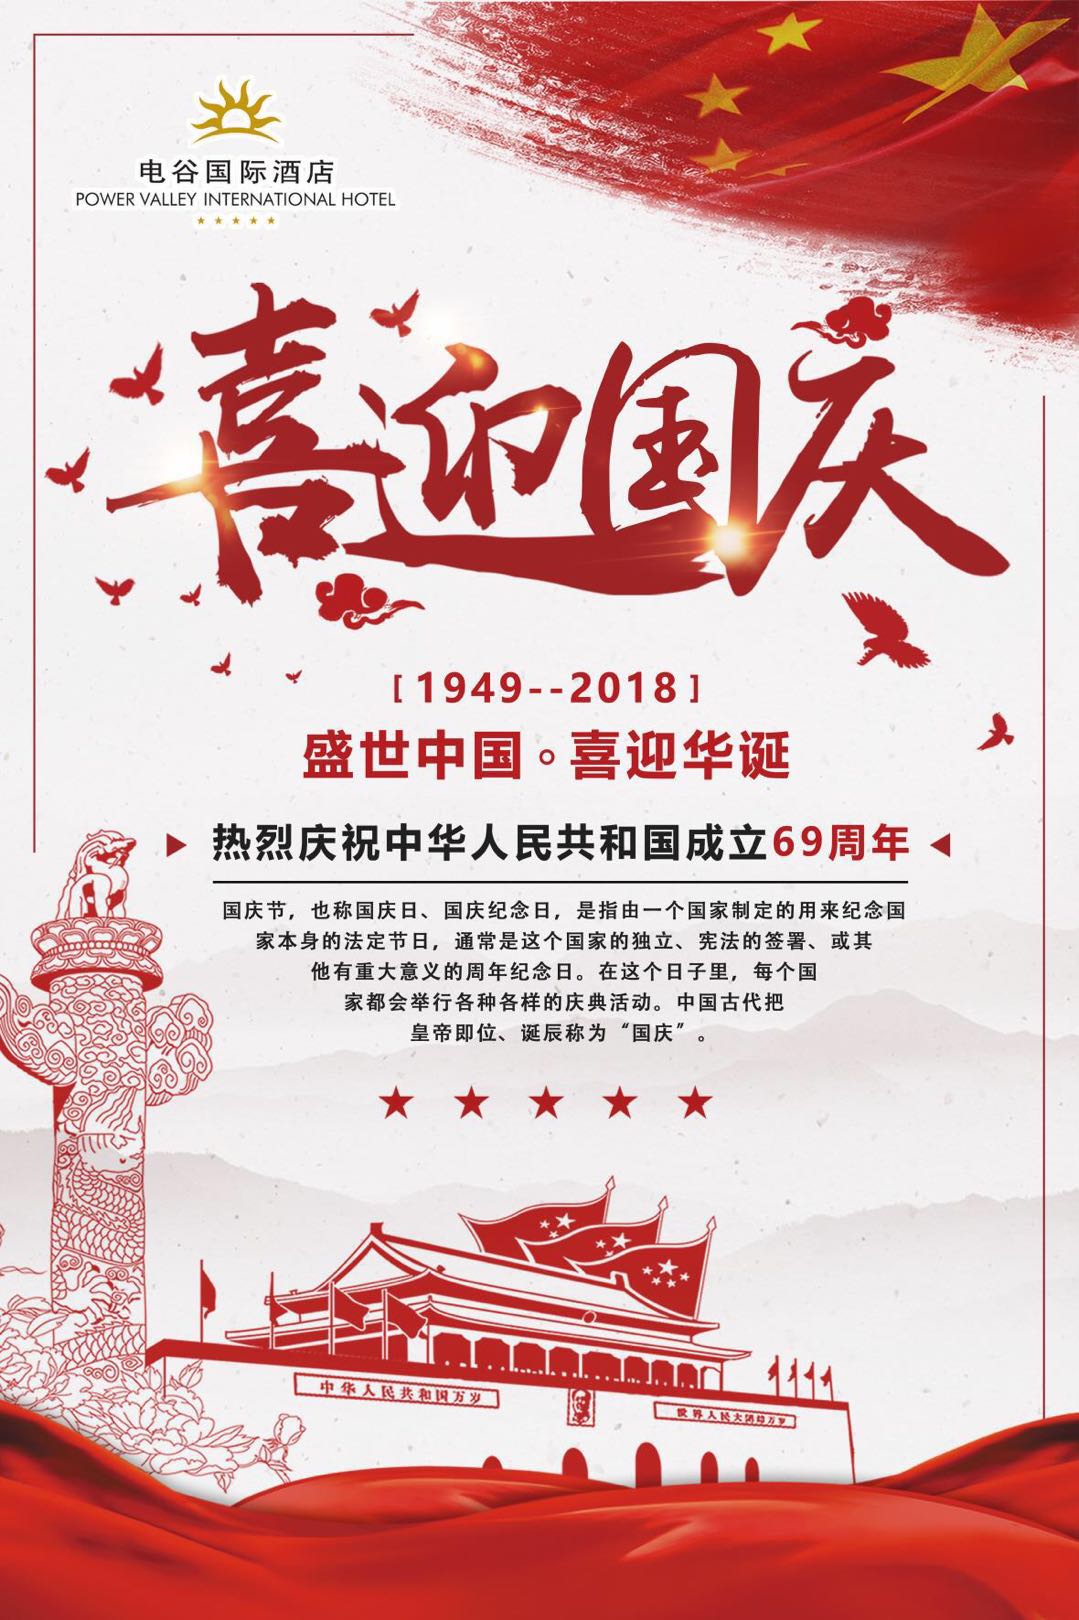 电谷国际酒店
POWER VALLEY INTERNATIONAL HOTEL
喜迎国庆
[1949--2018]
盛世中国。喜迎华诞
热烈庆祝中华人民共和国成立69周年
国庆节，也称国庆日、国庆纪念日，是指由一个国家制定的用来纪念国
家本身的法定节日，通常是这个国家的独立、宪法的签署、或其
他有重大意义的周年纪念日。在这个日子里，每个国
家都会举行各种各样的庆典活动。中国古代把
皇帝即位、诞辰称为“国庆”。
中华人民共和国万岁
世界人民大团结万岁